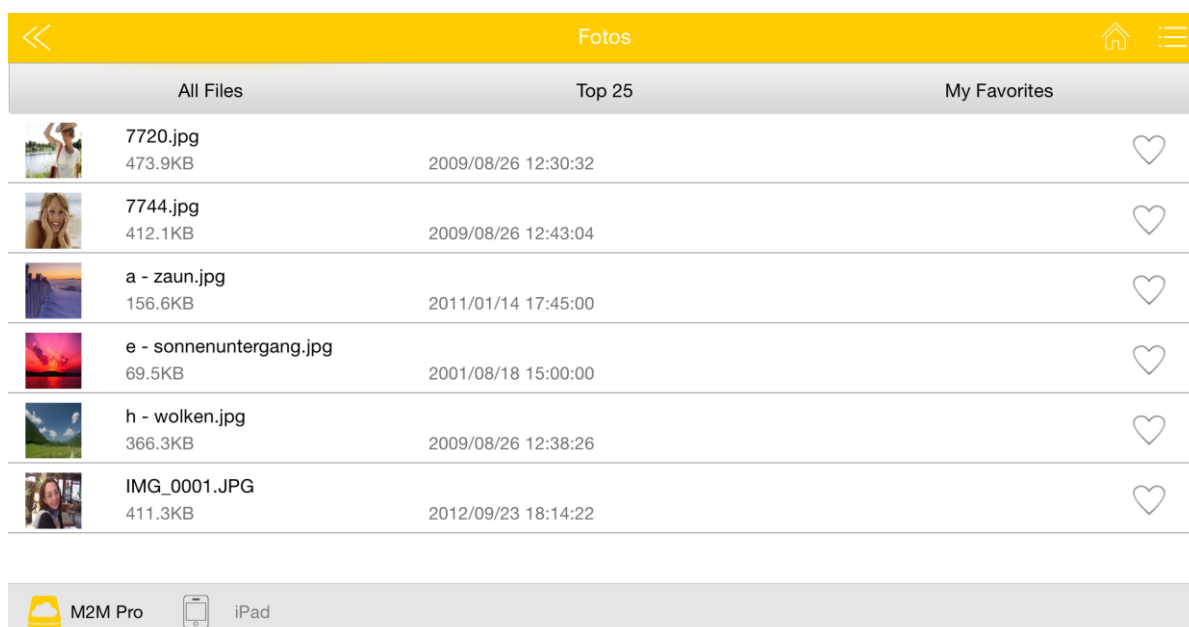 Fotos
All Files Top 25 My Favorites
7720.jpg
473.9KB 2009/08/26 12:30:32
7744.jpg
412.1KB 2009/08/26 12:43:04
a - zaun.jpg
156.6KB 2011/01/14 17:45:00
e - sonnenuntergang.jpg
69.5KB 2001/08/18 15:00:00
h - wolken.jpg
366.3KB 2009/08/26 12:38:26
IMG_0001.JPG
411.3KB 2012/09/23 18:14:22
M2M Pro iPad